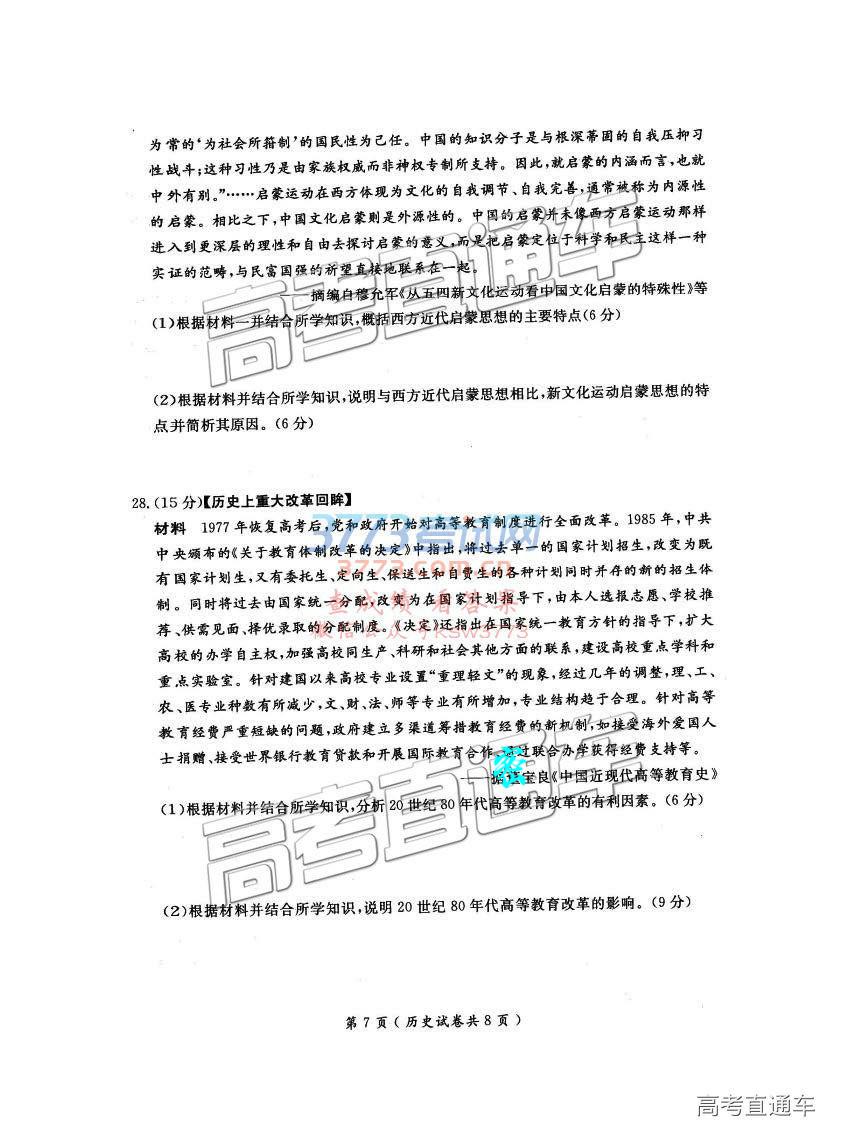 为常的‘为社会所箝制’的国民性为己任。中国的知识分子是与根深蒂固的自我压抑习
性战斗;这种习性乃是由家族权威而非神权专制所支持。因此,就启蒙的内涵而言,也就
中外有别。”……启蒙运动在西方体现为文化的自我调节、自我完善,通常被称为内源性
的启蒙。相比之下,中国文化启蒙则是外源性的。中国的启蒙并未像西方启蒙运动那样
进入到更深层的理性和自由去探讨启蒙的意义,而是把启蒙定位于科学和民主这样一种
实证的范畴,与民富国强的祈望直接地联系在一起。
——摘编自穆允军《从五四新文化运动看中国文化启蒙的特殊性》等
高考直通车
(1)根据材料一并结合所学知识,概括西方近代启蒙思想的主要特点(6分)
(2)根据材料并结合所学知识,说明与西方近代启蒙思想相比,新文化运动启蒙思想的特
点并简析其原因。(6分)
28.(15分)【历史上重大改革回眸】
材料 1977年恢复高考后,党和政府开始对高等教育制度进行全面改革。1985年,中共
中央颁布的《关于教育体制改革的决定》中指出,将过去单一的国家计划招生,改变为既
有国家计划生,又有委托生、定向生、保送生和自费生的各种计划同时并存的新的招生体
制。同时将过去由国家统一分配,改变为在国家计划指导下,由本人选报志愿、学校推
荐、供需见面、择优录取的分配制度。《决定》还指出在国家统一教育方针的指导下,扩大
高校的办学自主权,加强高校同生产、科研和社会其他方面的联系,建设高校重点学科和
重点实验室。针对建国以来高校专业设置“重理轻文”的现象,经过几年的调整,理、工、
农、医专业种数有所减少,文、财、法、师等专业有所增加,专业结构趋于合理。针对高等
教育经费严重短缺的问题,政府建立多渠道筹措教育经费的新机制,如接受海外爱国人
士捐赠、接受世界银行教育贷款和开展国际教育合作,通过联合办学获得经费支持等。
宝良《中国近现代高等教育史》
3773考试网
3773.com.cn
查成绩 看答案
微信公众号KSW3773
高考直通车
(1)根据材料并结合所学知识,分析20世纪80年代高等教育改革的有利因素。(6分)
(2)根据材料并结合所学知识,说明20世纪80年代高等教育改革的影响。(9分)
第7页(历史试卷共8页)
高考直通车